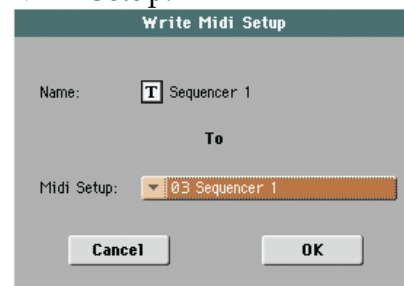 Write Midi Setup
Name: T Sequencer 1
To
Midi Setup: 03 Sequencer 1
Cancel OK